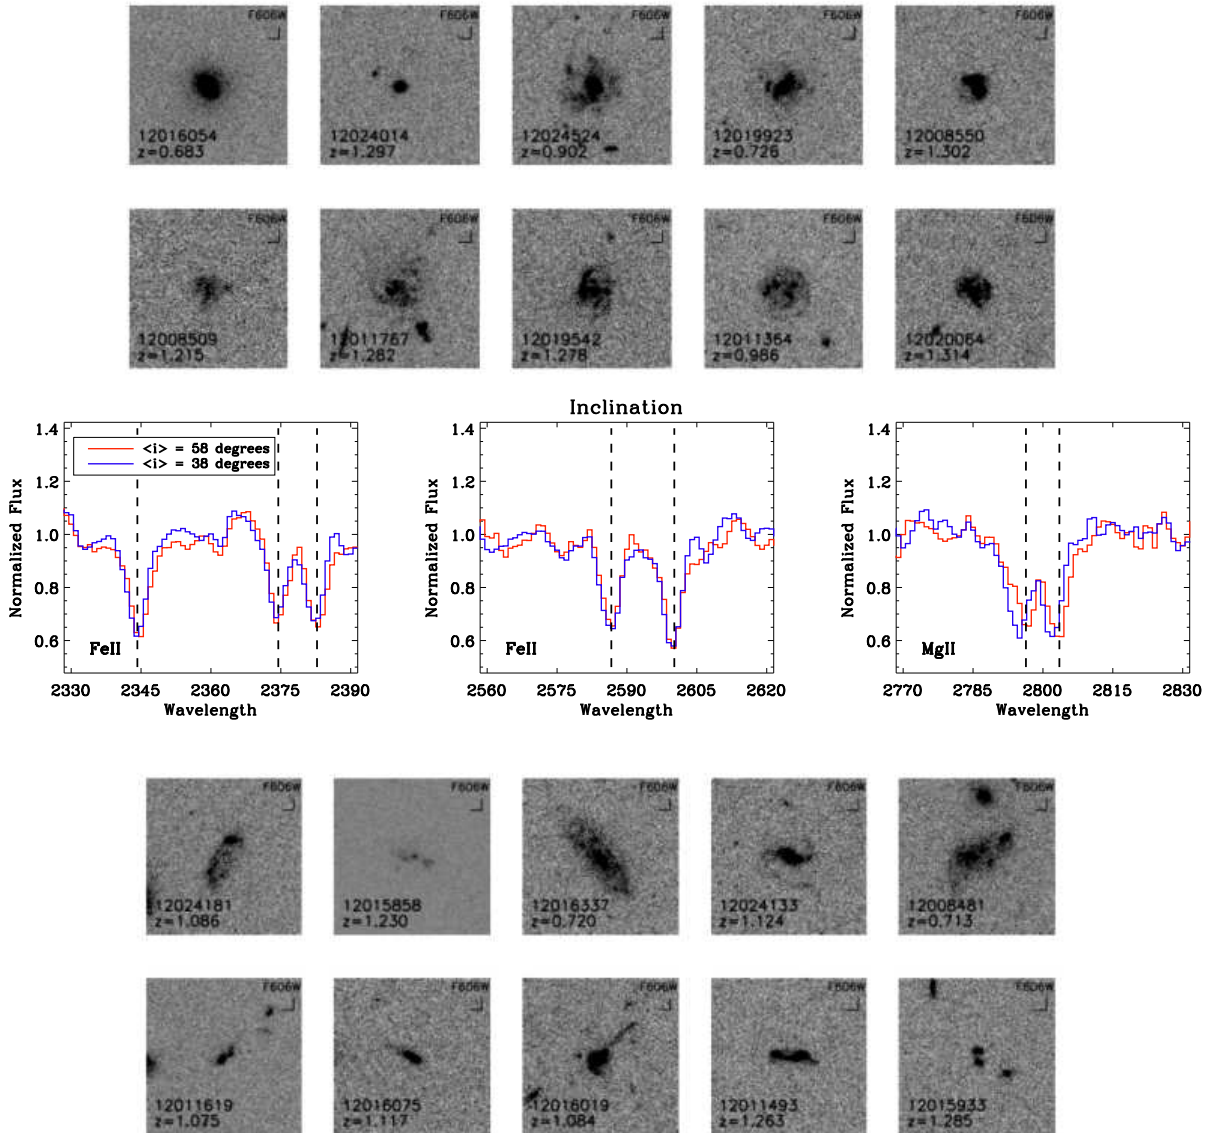 F606W F606W F606W F606W F606W
12016054 12024014 12024524 12019923 12008550
z=0.683 z=1.297 z=0.902 z=0.726 z=1.302
F606W F606W F606W F606W F606W
12008509 12011767 12019542 12011364 12020064
z=1.215 z=1.282 z=1.278 z=0.986 z=1.314
Inclination
<i> = 58 degrees
<i> = 38 degrees
Normalized Flux
1.4
1.2
1.0
0.8
0.6
FeII
2330 2345 2360 2375 2390
Wavelength
Normalized Flux
1.4
1.2
1.0
0.8
0.6
FeII
2560 2575 2590 2605 2620
Wavelength
Normalized Flux
1.4
1.2
1.0
0.8
0.6
MgII
2770 2785 2800 2815 2830
Wavelength
F606W F606W F606W F606W F606W
12024181 12015858 12016337 12024133 12008481
z=1.086 z=1.230 z=0.720 z=1.124 z=0.713
F606W F606W F606W F606W F606W
12011619 12016075 12016019 12011493 12015933
z=1.075 z=1.117 z=1.084 z=1.263 z=1.285